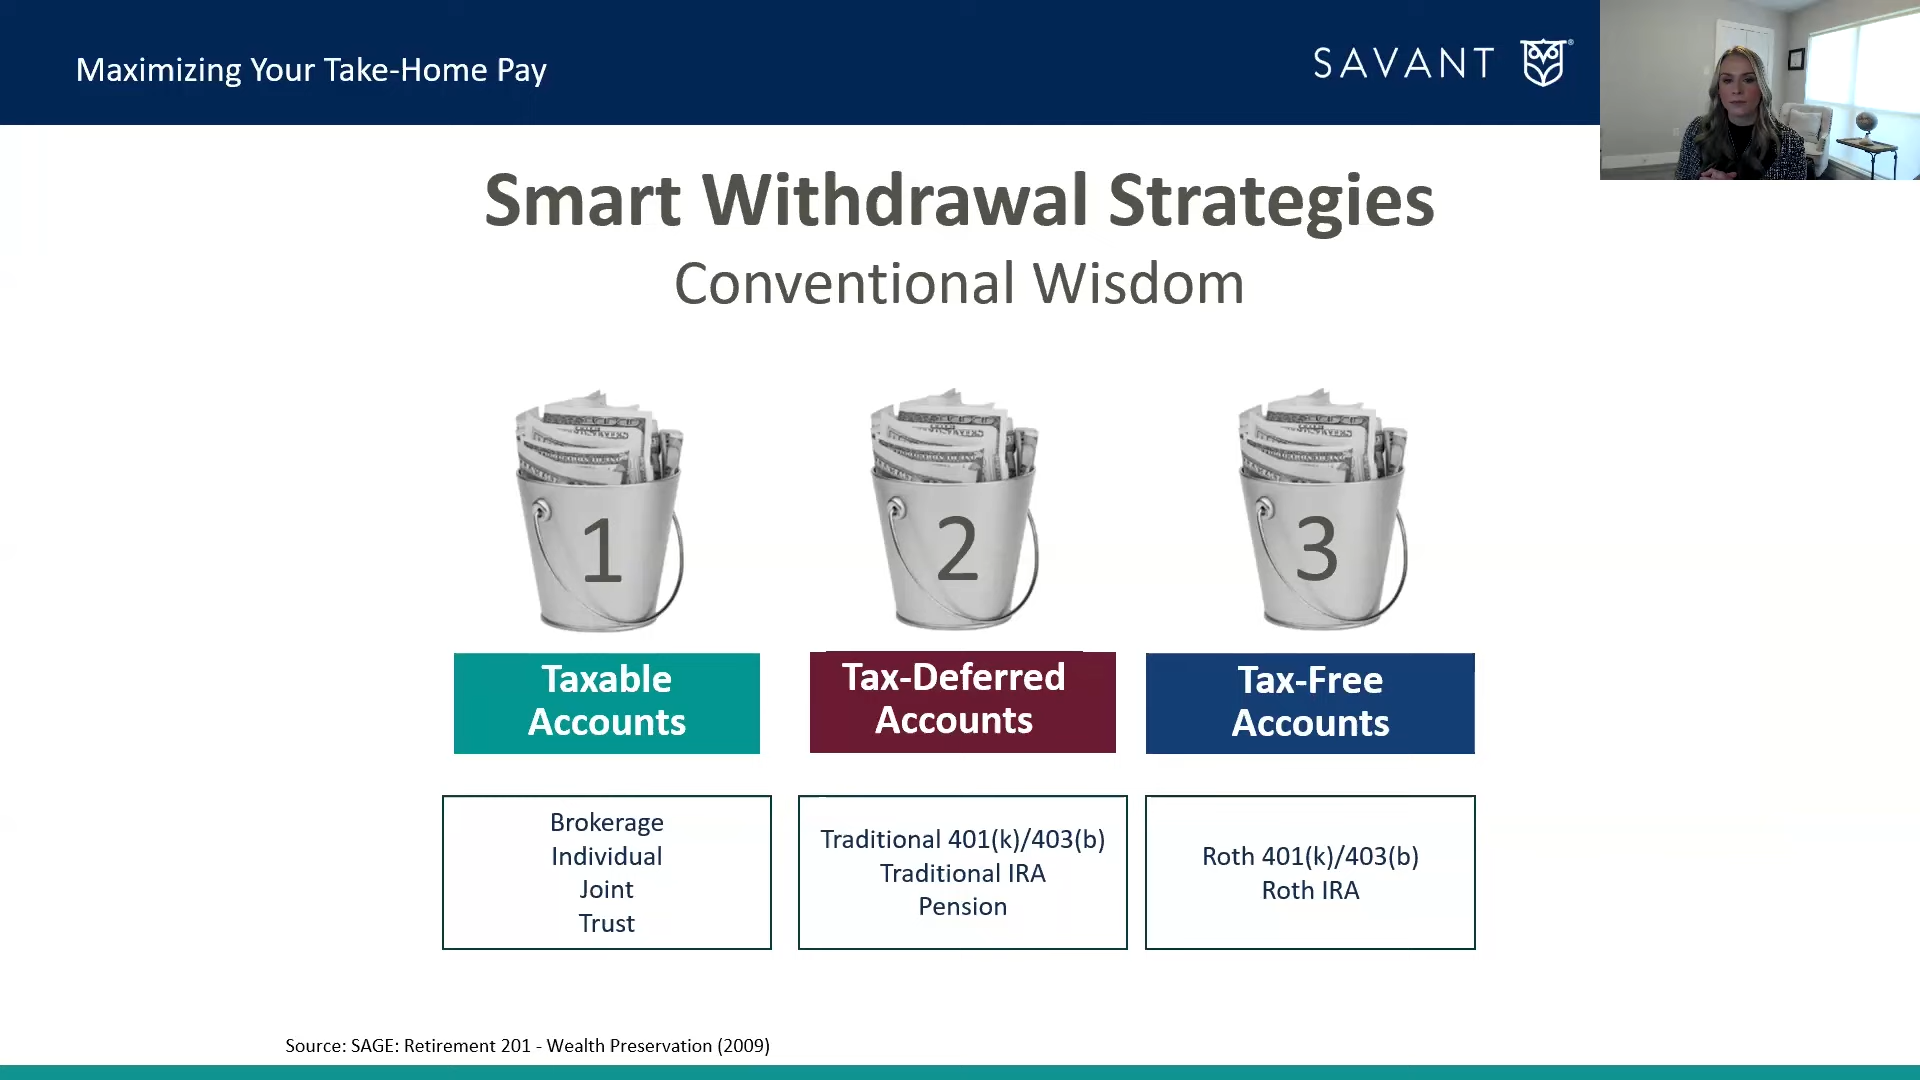 Maximizing Your Take-Home Pay
SAVANT
®
Smart Withdrawal Strategies
Conventional Wisdom
1
2
3
Taxable
Accounts
Tax-Deferred
Accounts
Tax-Free
Accounts
Brokerage
Individual
Joint
Trust
Traditional 401(k)/403(b)
Traditional IRA
Pension
Roth 401(k)/403(b)
Roth IRA
Source: SAGE: Retirement 201 - Wealth Preservation (2009)